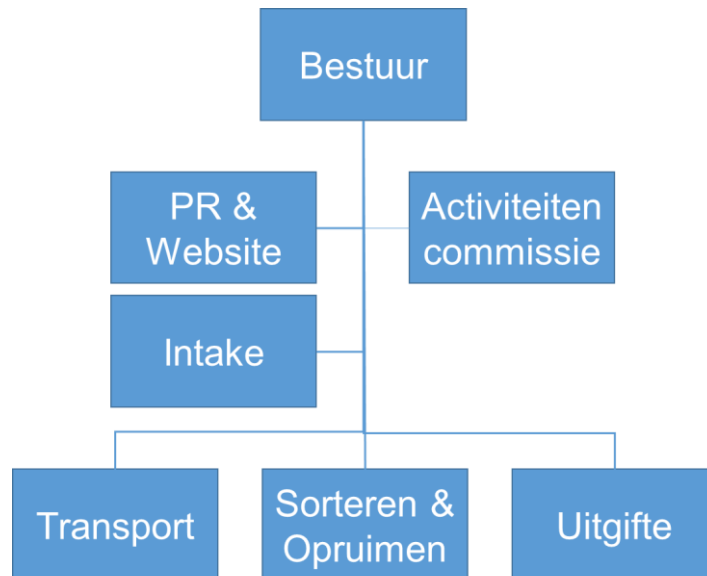 Bestuur
PR &
Website
Activiteiten
commissie
Intake
Transport
Sorteren &
Opruimen
Uitgifte